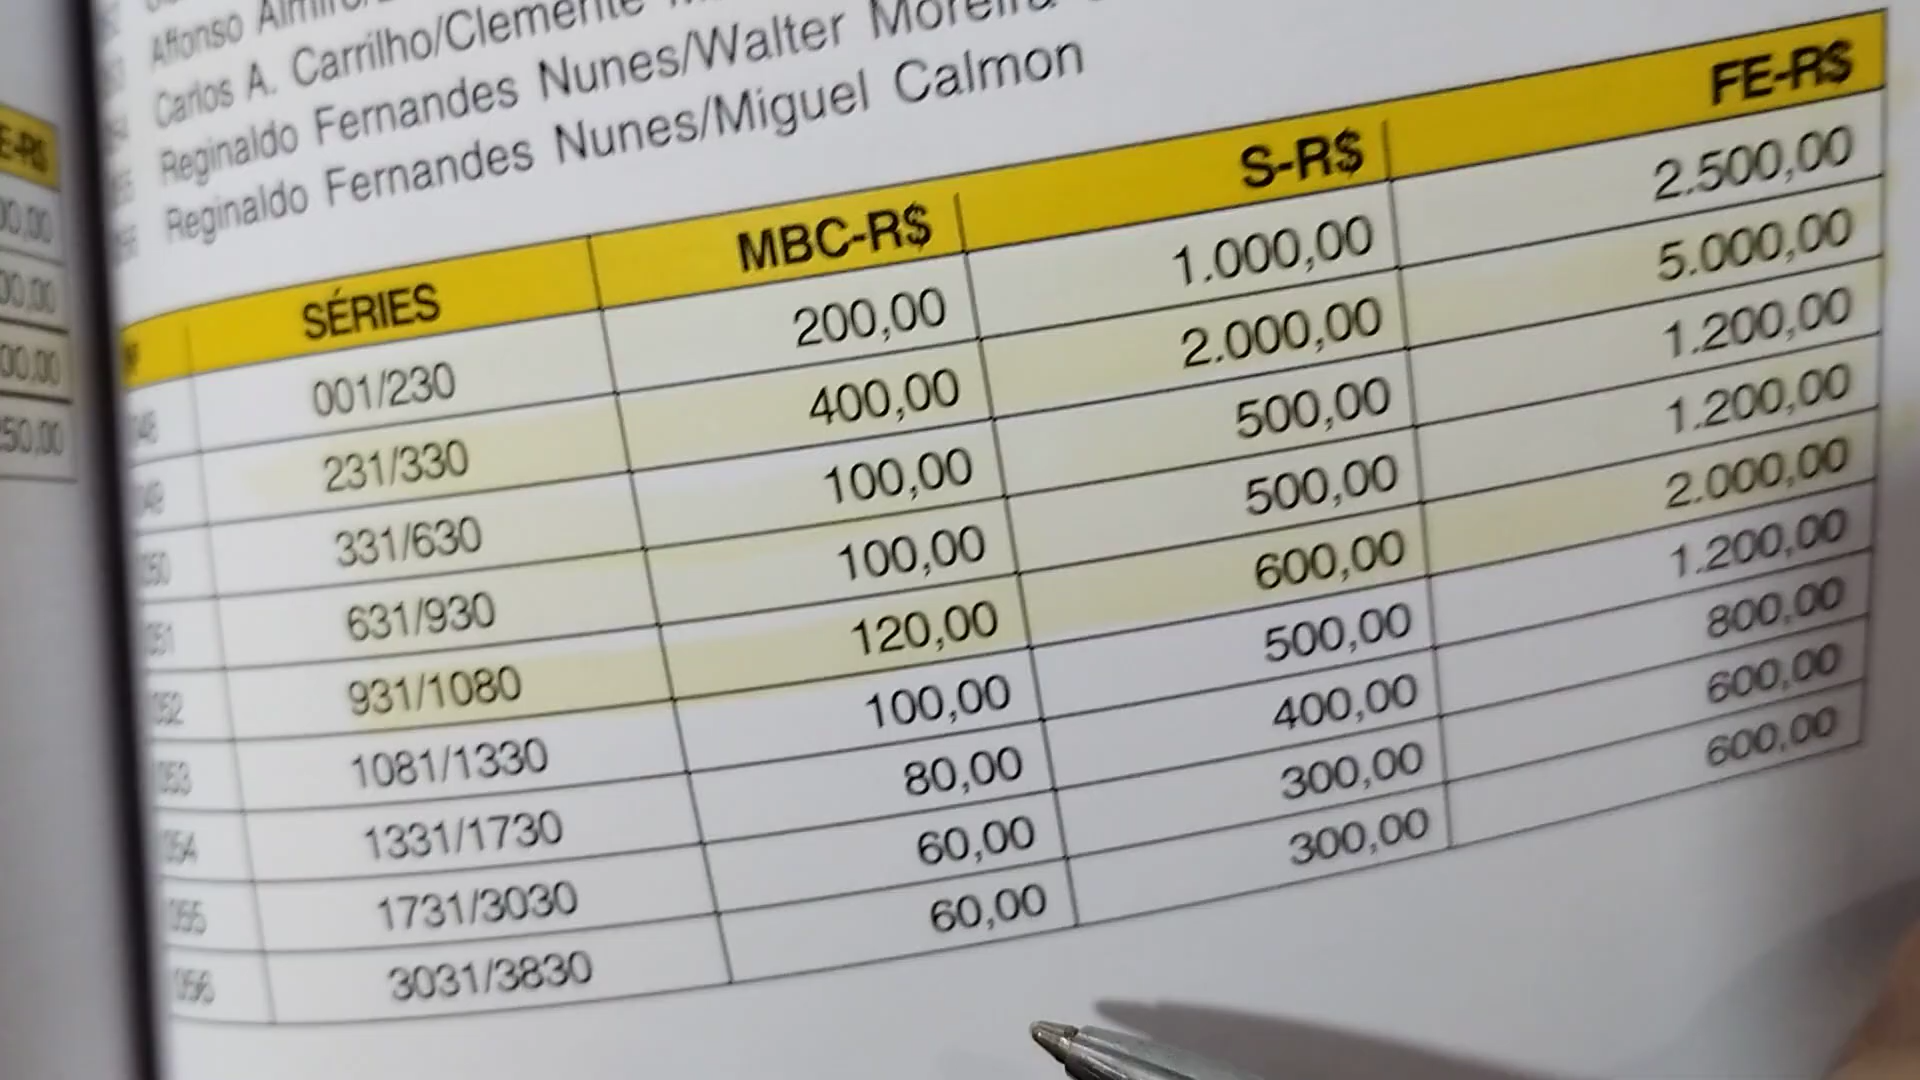 Affonso
Carlos A. Carrilho/Clemente
Reginaldo Fernandes Nunes/Walter Moreira
Reginaldo Fernandes Nunes/Miguel Calmon
SÉRIES MBC-R$ S-R$ FE-R$
001/230 200,00 1.000,00 2.500,00
231/330 400,00 2.000,00 5.000,00
331/630 100,00 500,00 1.200,00
631/930 100,00 500,00 1.200,00
931/1080 120,00 600,00 2.000,00
1081/1330 100,00 500,00 1.200,00
1331/1730 80,00 400,00 800,00
1731/3030 60,00 300,00 600,00
3031/3830 60,00 300,00 600,00